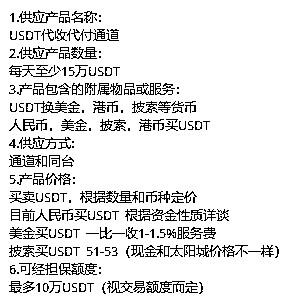 1.供应产品名称：
USDT代收代付通道
2.供应产品数量：
每天至少15万USDT
3.产品包含的附属物品或服务：
USDT换美金，港币，披索等货币
人民币，美金，披索，港币买USDT
4.供应方式：
通道和同台
5.产品价格：
买卖USDT，根据数量和币种定价
目前人民币买USDT 根据资金性质详谈
美金买USDT 一比一收1-1.5%服务费
披索买USDT 51-53（现金和太阳城价格不一样）
6.可经担保额度：
最多10万USDT（视交易额度而定）